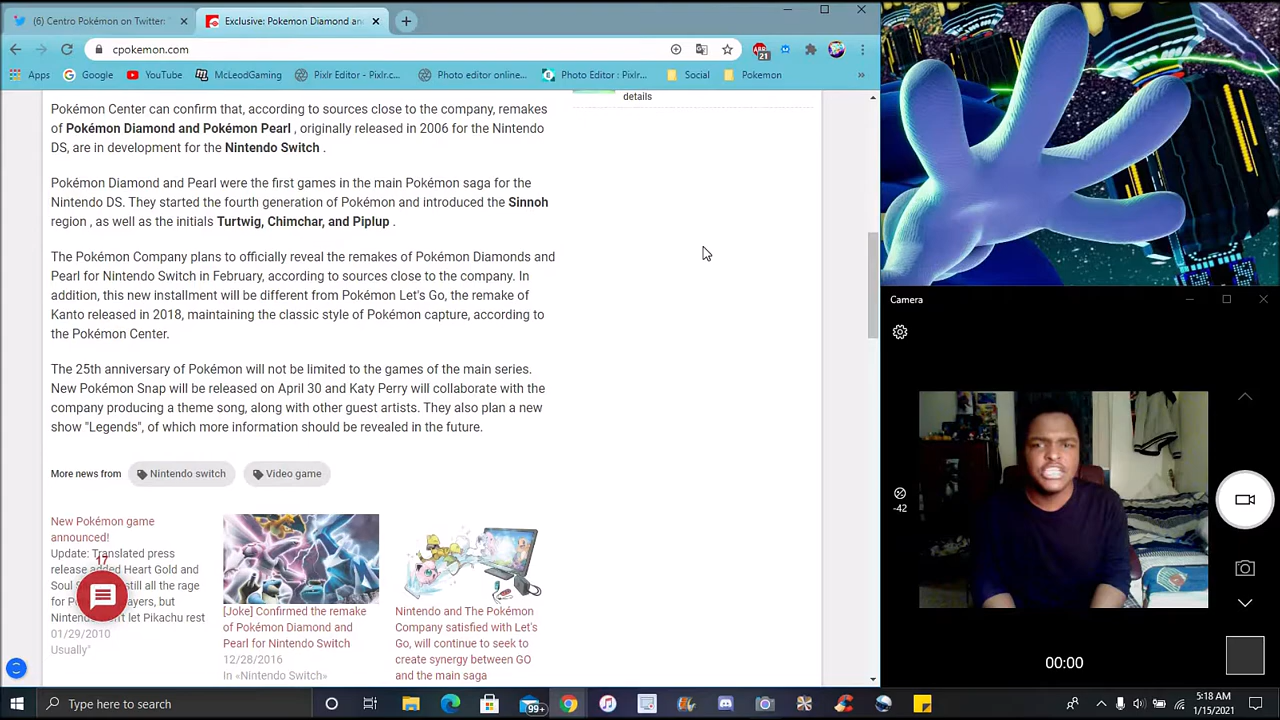 (6) Centro Pokémon on Twitter: "
Exclusive: Pokemon Diamond and
cpokemon.com
21
Apps
Google
YouTube
McLeodGaming
Pixlr Editor - Pixlr.c...
Photo editor online...
Photo Editor : Pixlr...
Social
Pokemon
»
details
Pokémon Center can confirm that, according to sources close to the company, remakes
of Pokémon Diamond and Pokémon Pearl , originally released in 2006 for the Nintendo
DS, are in development for the Nintendo Switch .
Pokémon Diamond and Pearl were the first games in the main Pokémon saga for the
Nintendo DS. They started the fourth generation of Pokémon and introduced the Sinnoh
region , as well as the initials Turtwig, Chimchar, and Piplup .
The Pokémon Company plans to officially reveal the remakes of Pokémon Diamonds and
Pearl for Nintendo Switch in February, according to sources close to the company. In
addition, this new installment will be different from Pokémon Let's Go, the remake of
Kanto released in 2018, maintaining the classic style of Pokémon capture, according to
the Pokémon Center.
The 25th anniversary of Pokémon will not be limited to the games of the main series.
New Pokémon Snap will be released on April 30 and Katy Perry will collaborate with the
company producing a theme song, along with other guest artists. They also plan a new
show "Legends", of which more information should be revealed in the future.
More news from
Nintendo switch
Video game
New Pokémon game
announced!
Update: Translated press
release added Heart Gold and
Soul still all the rage
for players, but
Nintendo let Pikachu rest
01/29/2010
Usually"
17
[Joke] Confirmed the remake
of Pokémon Diamond and
Pearl for Nintendo Switch
12/28/2016
In «Nintendo Switch»
Nintendo and The Pokémon
Company satisfied with Let's
Go, will continue to seek to
create synergy between GO
and the main saga
Camera
-42
00:00
Type here to search
99+
5:18 AM
1/15/2021